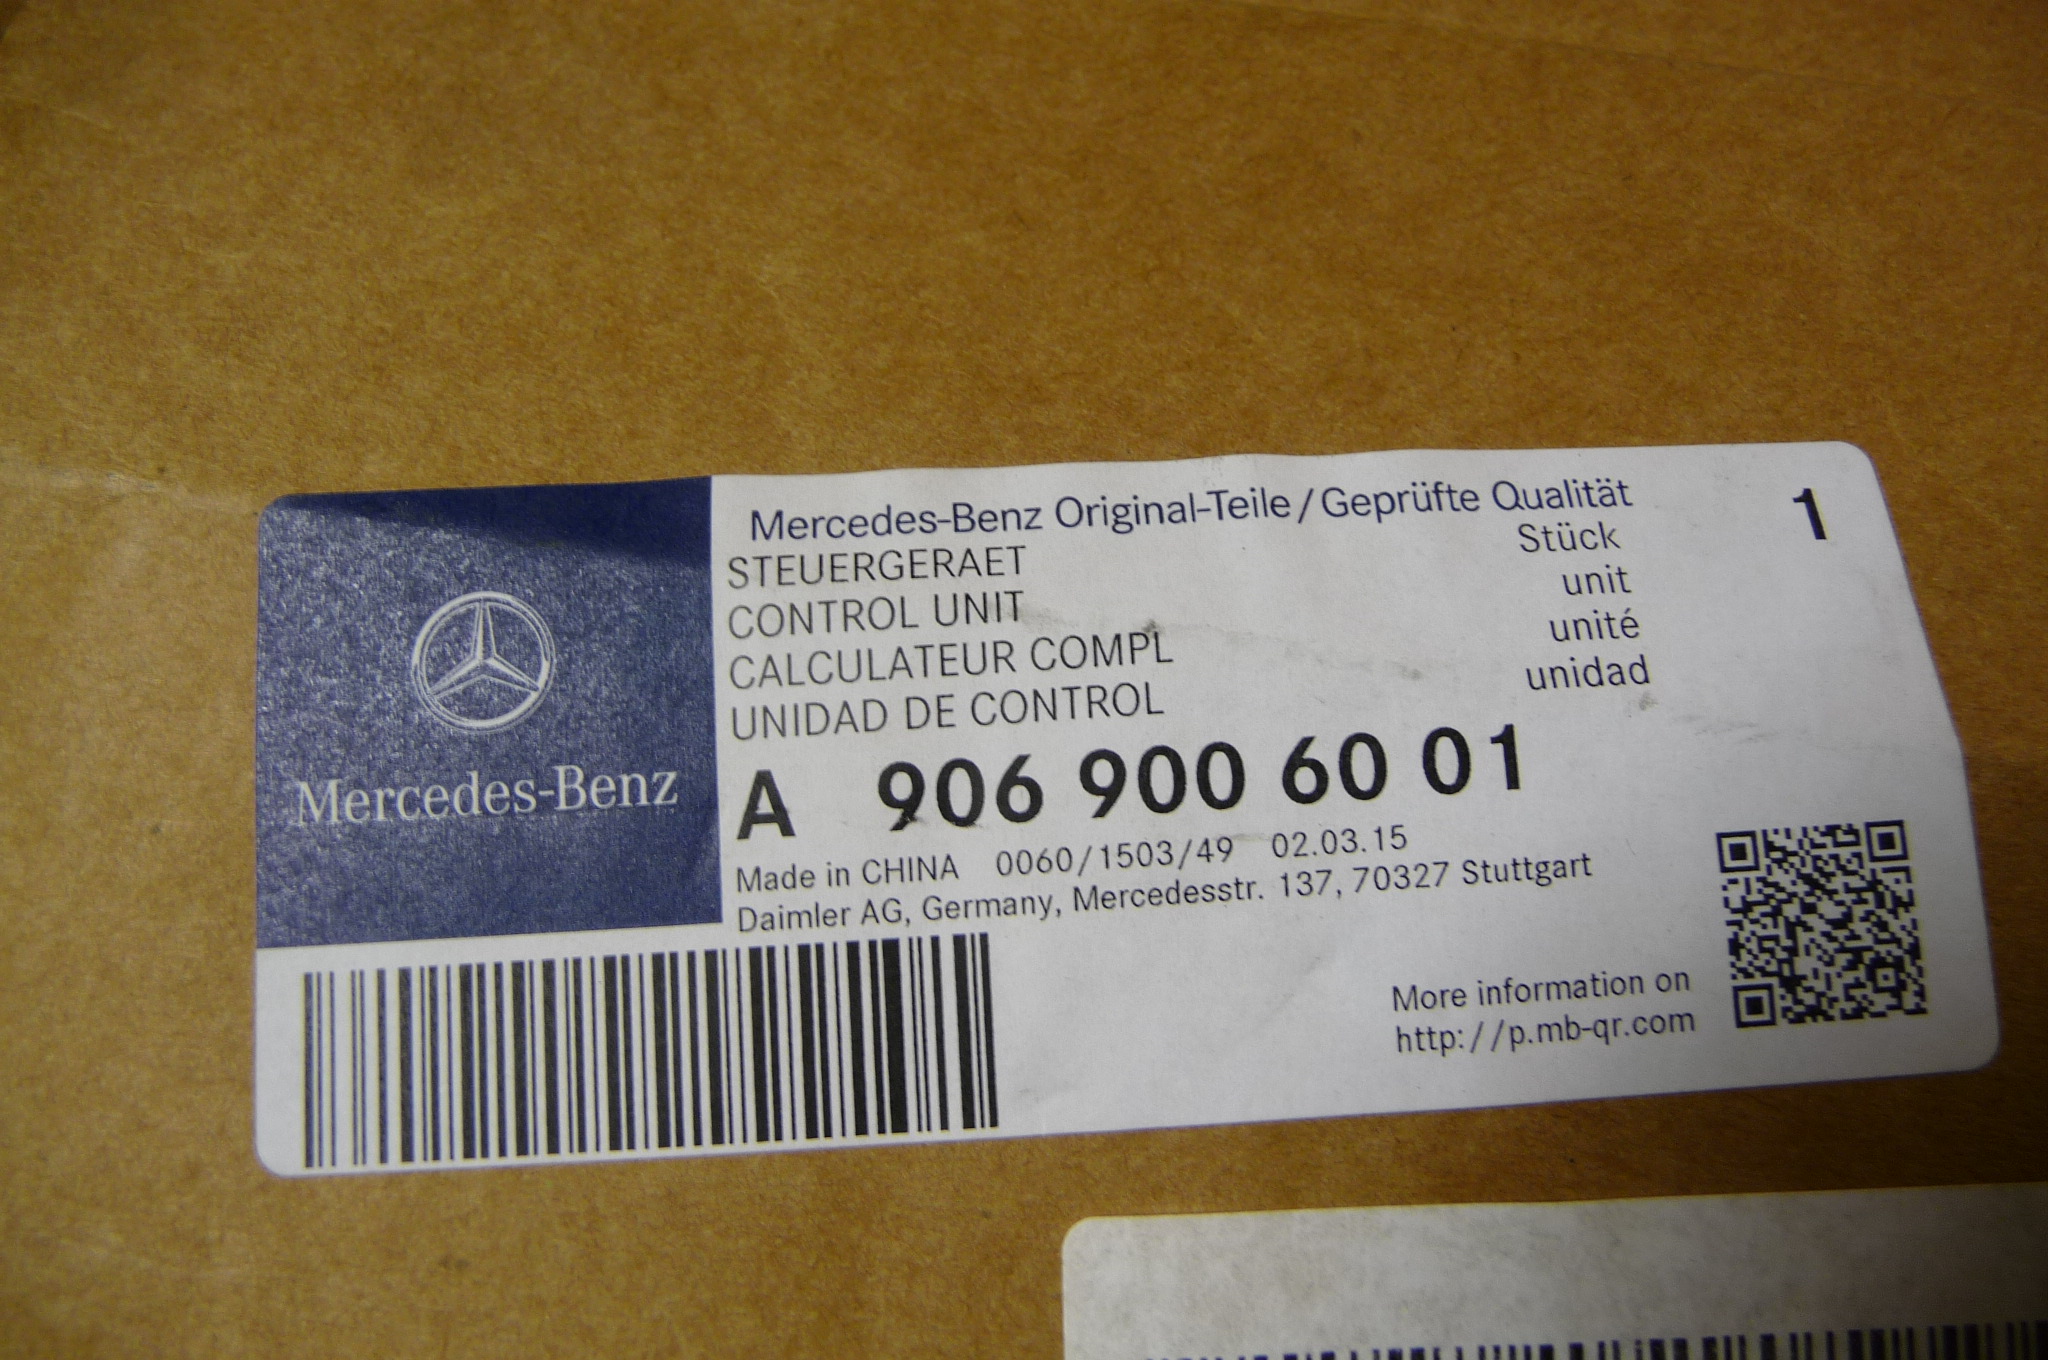 Mercedes-Benz
Mercedes-Benz Original-Teile/Geprüfte Qualität
STEUERGERAET
CONTROL UNIT
CALCULATEUR COMPL
UNIDAD DE CONTROL
Stück
unit
unité
unidad
1
A 906 900 60 01
Made in CHINA 0060/1503/49 02.03.15
Daimler AG, Germany, Mercedesstr. 137, 70327 Stuttgart
More information on
http://p.mb-qr.com